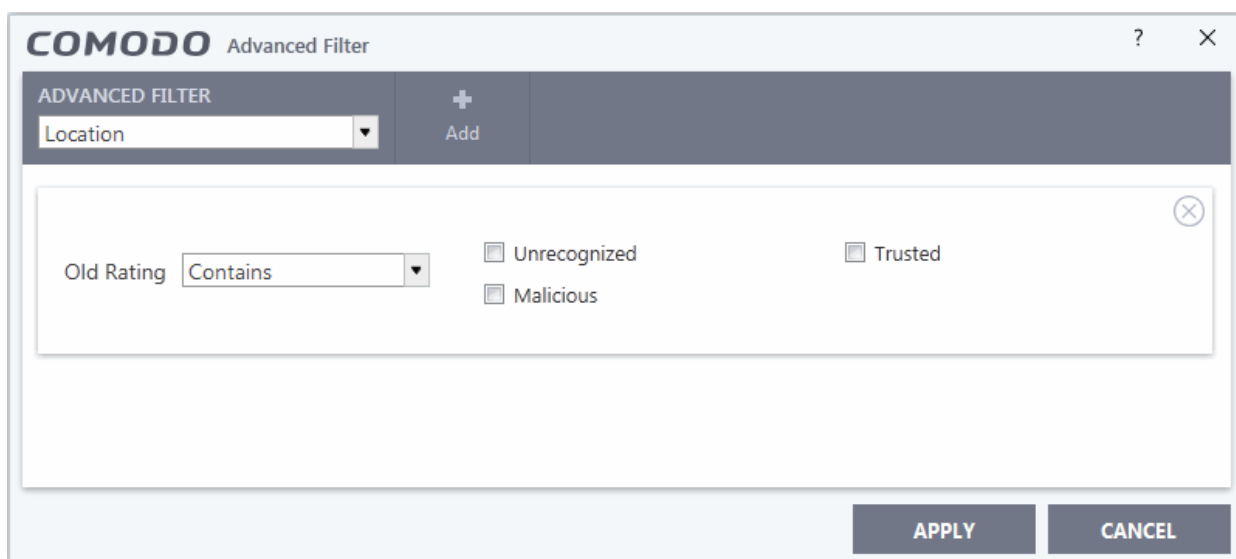 COMODO Advanced Filter ?
ADVANCED FILTER
Location
Add
Old Rating Contains
Unrecognized Trusted
Malicious
APPLY CANCEL